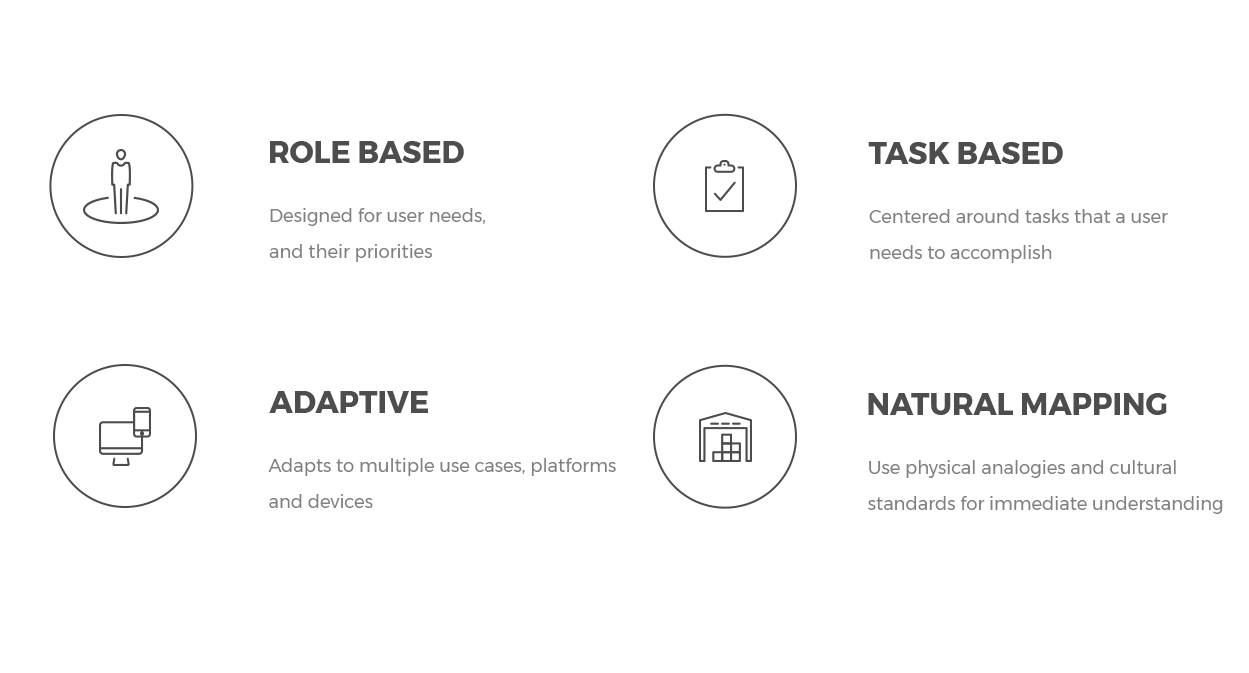 ROLE BASED
Designed for user needs,
and their priorities
TASK BASED
Centered around tasks that a user
needs to accomplish
ADAPTIVE
Adapts to multiple use cases, platforms
and devices
NATURAL MAPPING
Use physical analogies and cultural
standards for immediate understanding